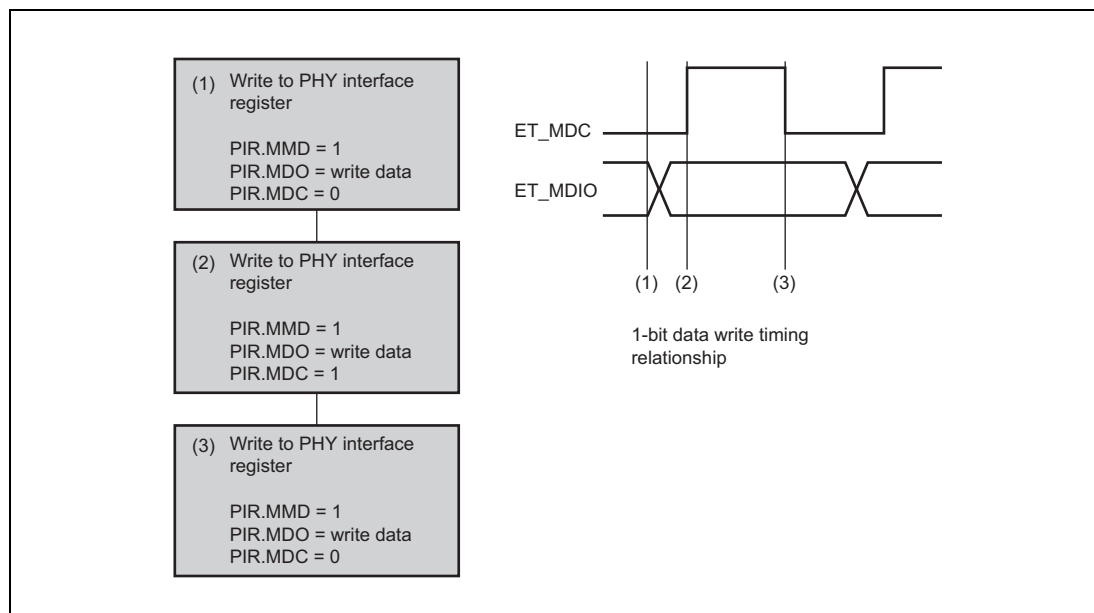 (1) Write to PHY interface
register
PIR.MMD = 1
PIR.MDO = write data
PIR.MDC = 0
(2) Write to PHY interface
register
PIR.MMD = 1
PIR.MDO = write data
PIR.MDC = 1
(3) Write to PHY interface
register
PIR.MMD = 1
PIR.MDO = write data
PIR.MDC = 0
ET_MDC
ET_MDIO
(1) (2) (3)
1-bit data write timing
relationship